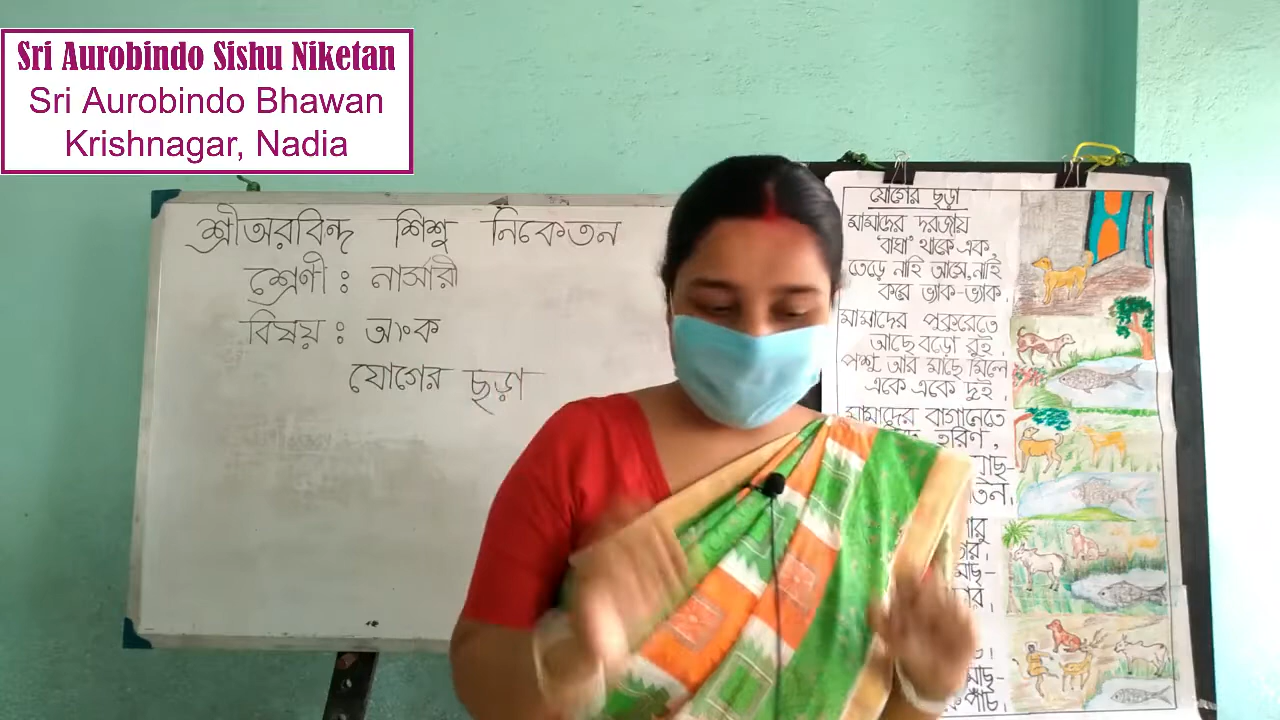 Sri Aurobindo Sishu Niketan
Sri Aurobindo Bhawan
Krishnagar, Nadia
শ্রীঅরবিন্দ শিশু নিকেতন
শ্রেণী : নার্সারী
বিষয় : অংক
যোগের ছড়া
যোগের ছড়া
মামাদের দরজায়
'বাঘা' থাকে এক,
তেড়ে নাহি আসে, নাহি
করে ভ্যাক-ভ্যাক.
মামাদের পুকুরেতে
আছে বড়ো রুই,
পশু আর মাছে মিলে
একে একে দুই.
মামাদের বাগানেতে
হরিণ,